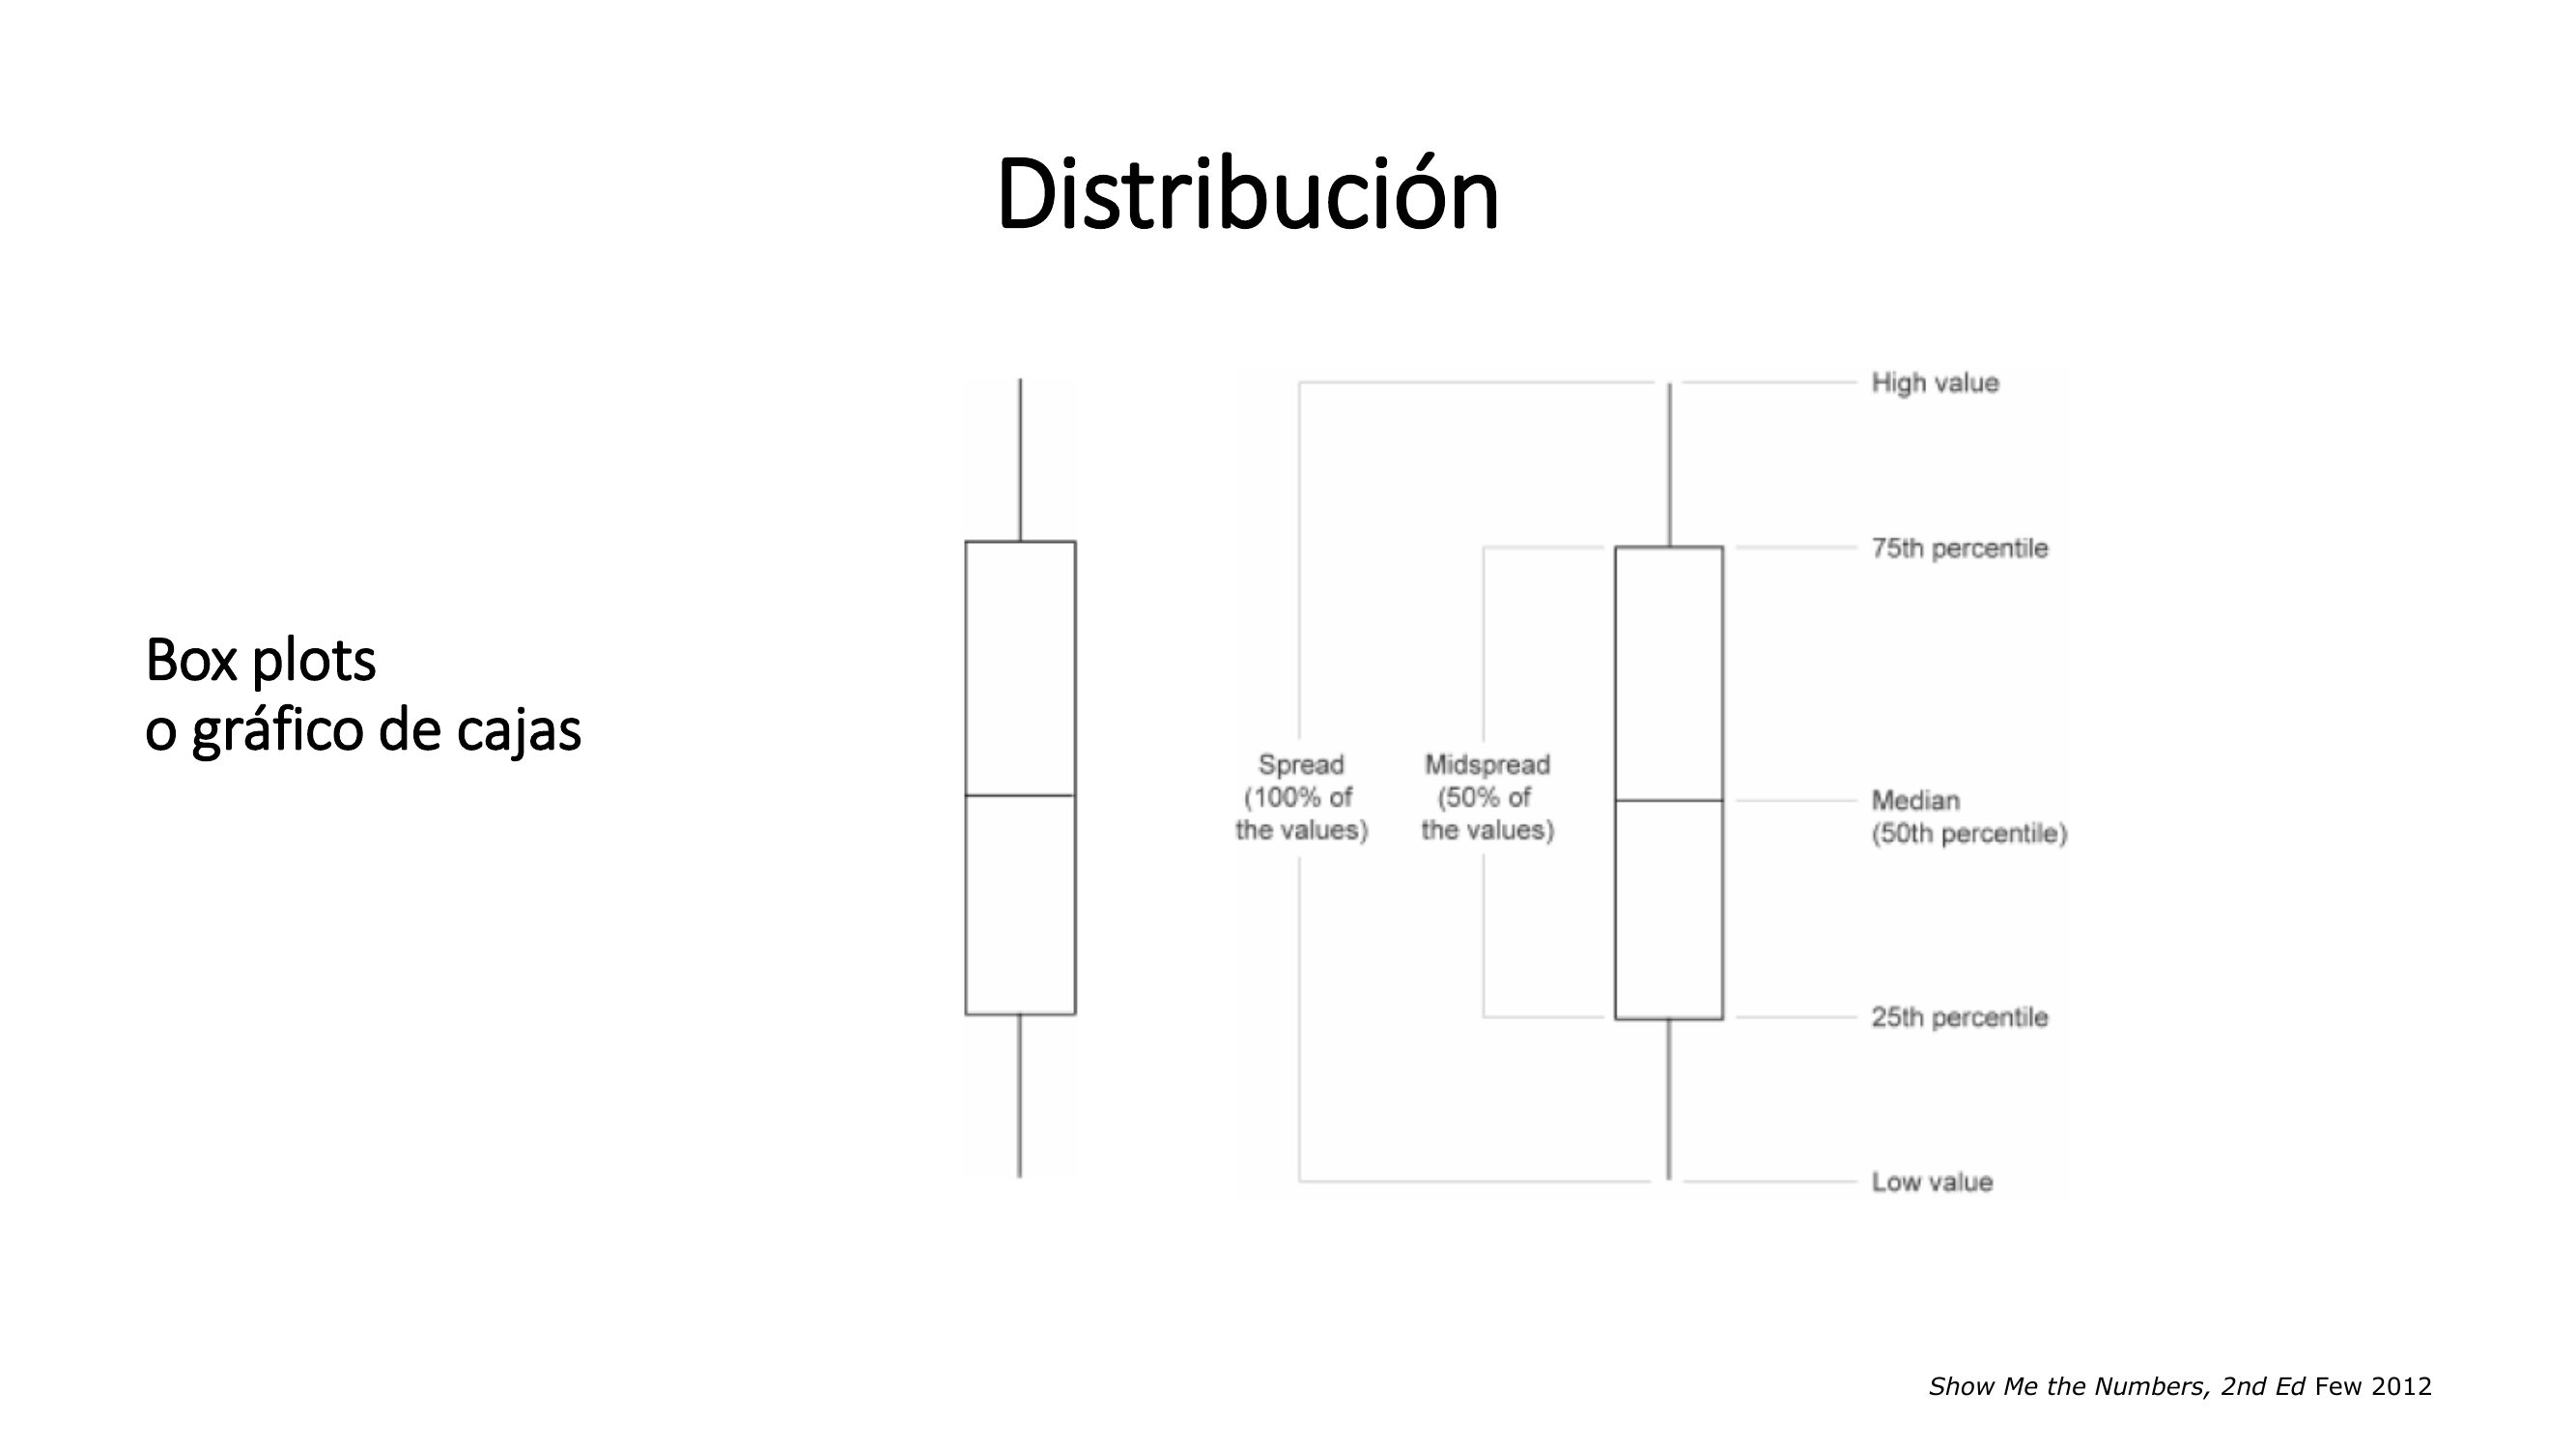 Distribución
Box plots
o gráfico de cajas
Spread
(100% of
the values)
Midspread
(50% of
the values)
High value
75th percentile
Median
(50th percentile)
25th percentile
Low value
Show Me the Numbers, 2nd Ed Few 2012